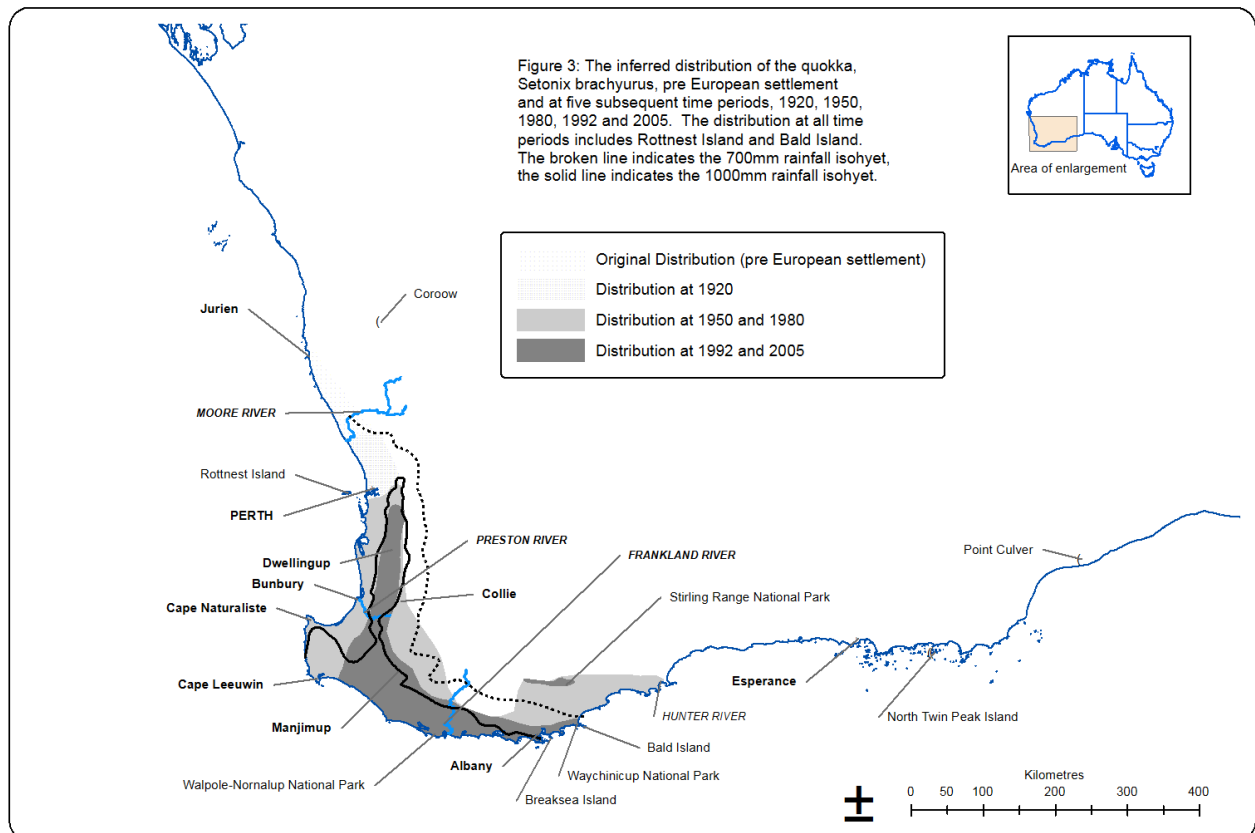 Figure 3: The inferred distribution of the quokka,
Setonix brachyurus, pre European settlement
and at five subsequent time periods, 1920, 1950,
1980, 1992 and 2005. The distribution at all time
periods includes Rottnest Island and Bald Island.
The broken line indicates the 700mm rainfall isohyet,
the solid line indicates the 1000mm rainfall isohyet.
Area of enlargement
Original Distribution (pre European settlement)
Distribution at 1920
Distribution at 1950 and 1980
Distribution at 1992 and 2005
Coroow
Jurien
MOORE RIVER
Rottnest Island
PERTH
PRESTON RIVER
FRANKLAND RIVER
Point Culver
Dwellingup
Bunbury
Collie
Stirling Range National Park
Cape Naturaliste
Cape Leeuwin
Esperance
HUNTER RIVER
North Twin Peak Island
Manjimup
Bald Island
Albany
Waychinicup National Park
Walpole-Nornalup National Park
Breaksea Island
Kilometres
0 50 100 200 300 400